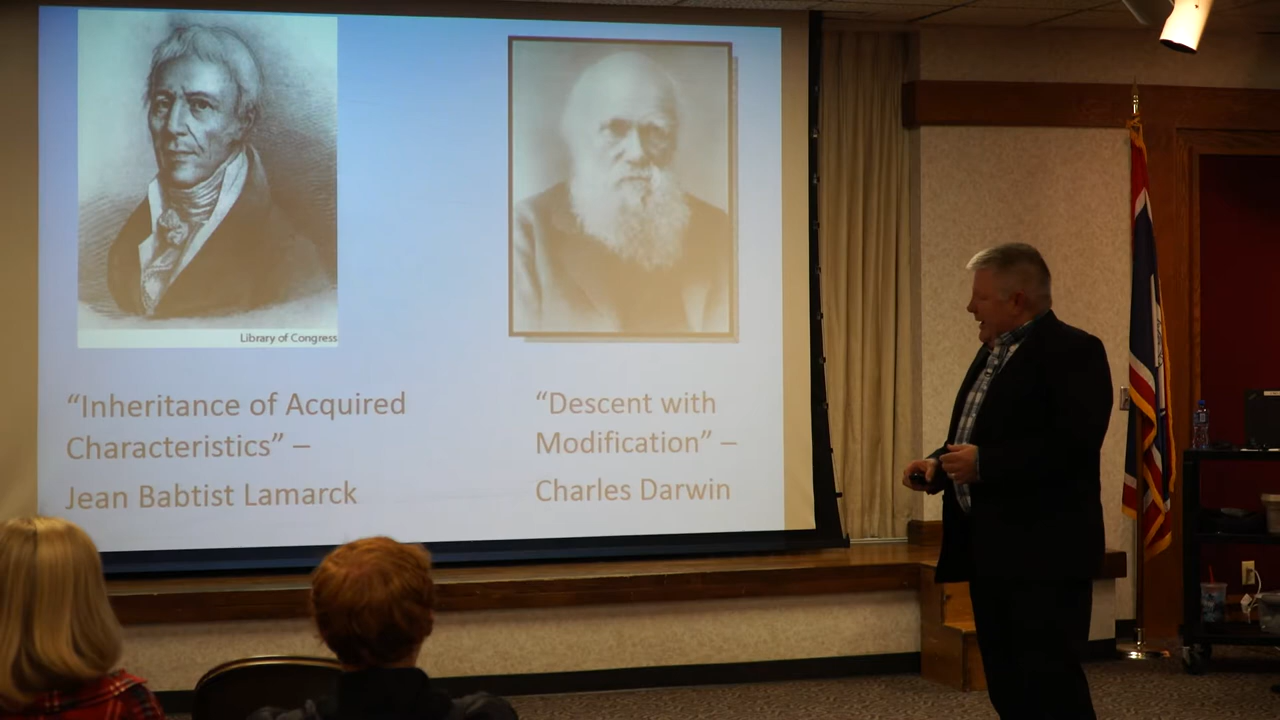 Library of Congress
“Inheritance of Acquired
Characteristics” –
Jean Babtist Lamarck
“Descent with
Modification” –
Charles Darwin